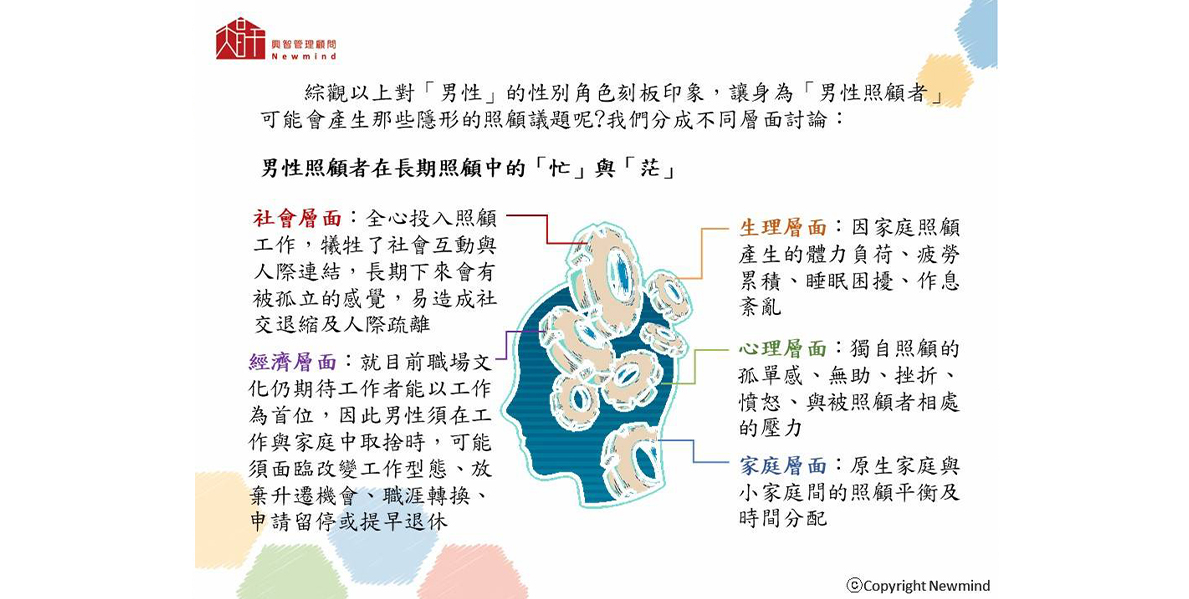 興智管理顧問
Newmind
綜觀以上對「男性」的性別角色刻板印象，讓身為「男性照顧者」
可能會產生那些隱形的照顧議題呢?我們分成不同層面討論：
男性照顧者在長期照顧中的「忙」與「茫」
社會層面：全心投入照顧
工作，犧牲了社會互動與
人際連結，長期下來會有
被孤立的感覺，易造成社
交退縮及人際疏離
經濟層面：就目前職場文
化仍期待工作者能以工作
為首位，因此男性須在工
作與家庭中取捨時，可能
須面臨改變工作型態、放
棄升遷機會、職涯轉換、
申請留停或提早退休
生理層面：因家庭照顧
產生的體力負荷、疲勞
累積、睡眠困擾、作息
紊亂
心理層面：獨自照顧的
孤單感、無助、挫折、
憤怒、與被照顧者相處
的壓力
家庭層面：原生家庭與
小家庭間的照顧平衡及
時間分配
ⓒCopyright Newmind